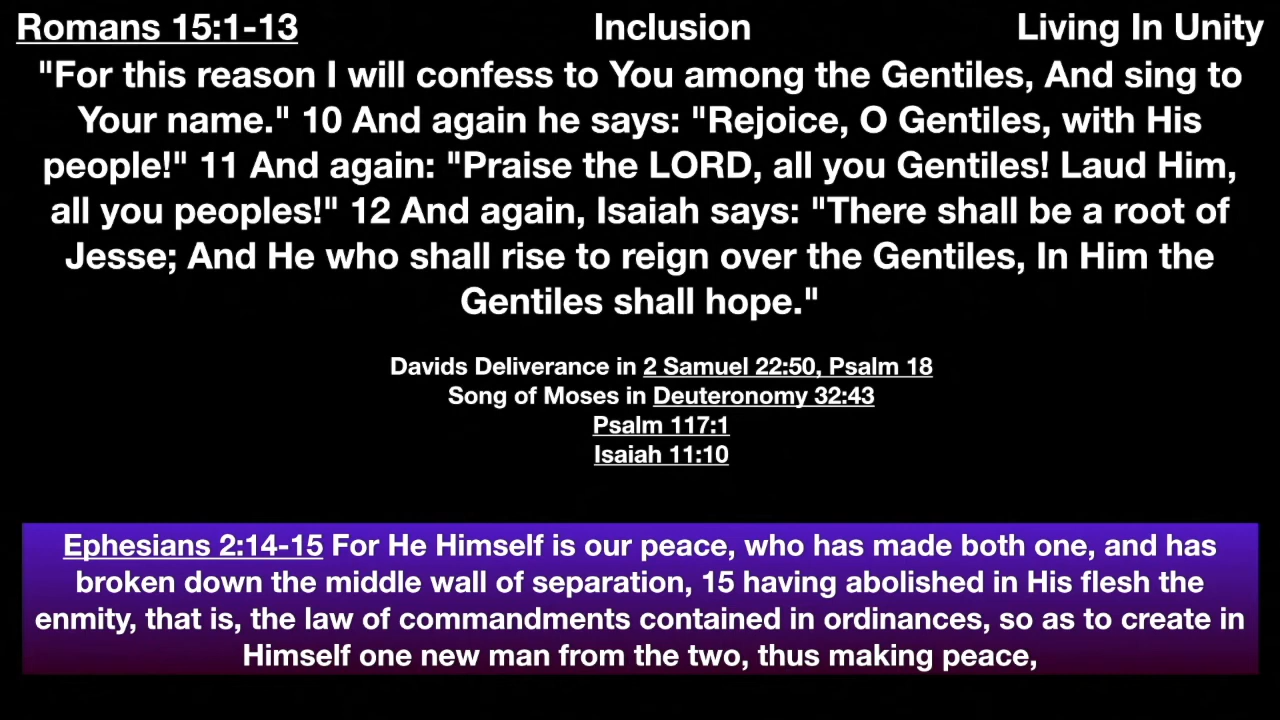 Romans 15:1-13 Inclusion Living In Unity
"For this reason I will confess to You among the Gentiles, And sing to
Your name." 10 And again he says: "Rejoice, O Gentiles, with His
people!" 11 And again: "Praise the LORD, all you Gentiles! Laud Him,
all you peoples!" 12 And again, Isaiah says: "There shall be a root of
Jesse; And He who shall rise to reign over the Gentiles, In Him the
Gentiles shall hope."
Davids Deliverance in 2 Samuel 22:50, Psalm 18
Song of Moses in Deuteronomy 32:43
Psalm 117:1
Isaiah 11:10
Ephesians 2:14-15 For He Himself is our peace, who has made both one, and has
broken down the middle wall of separation, 15 having abolished in His flesh the
enmity, that is, the law of commandments contained in ordinances, so as to create in
Himself one new man from the two, thus making peace,